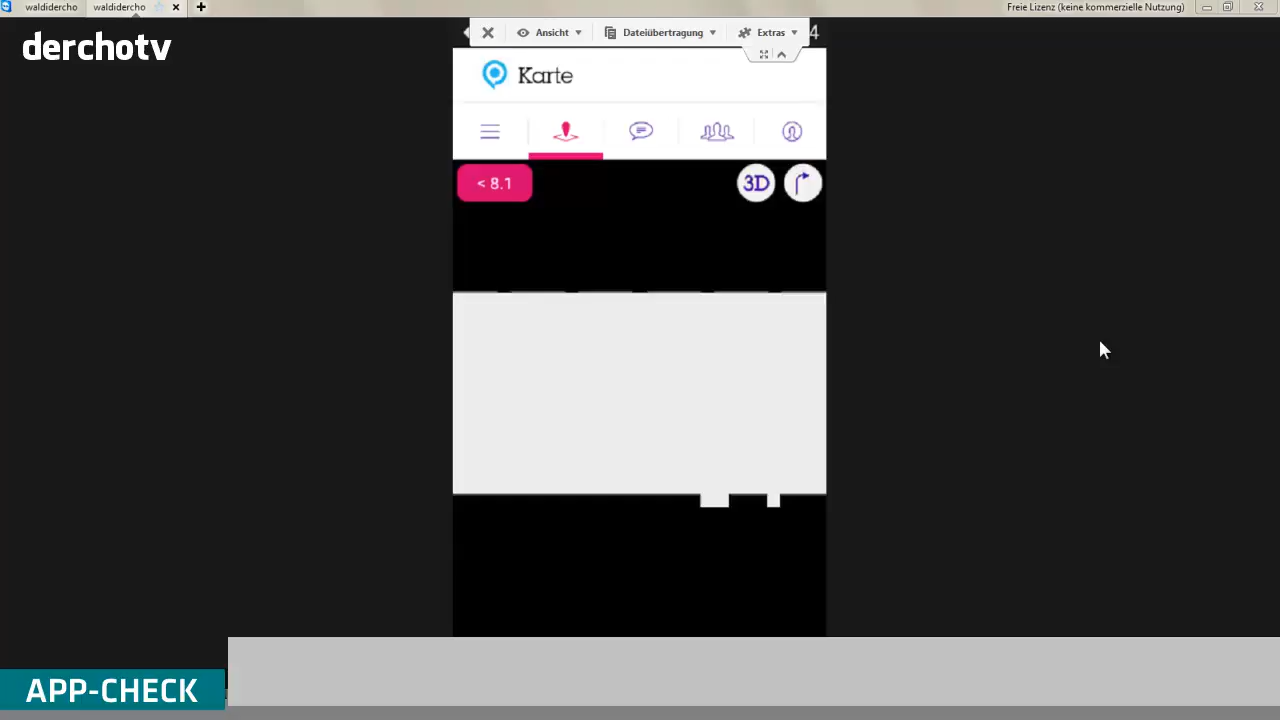 waldidercho
waldidercho
Freie Lizenz (keine kommerzielle Nutzung)
derchotv
Ansicht
Dateiübertragung
Extras
4
Karte
< 8.1
3D
APP-CHECK